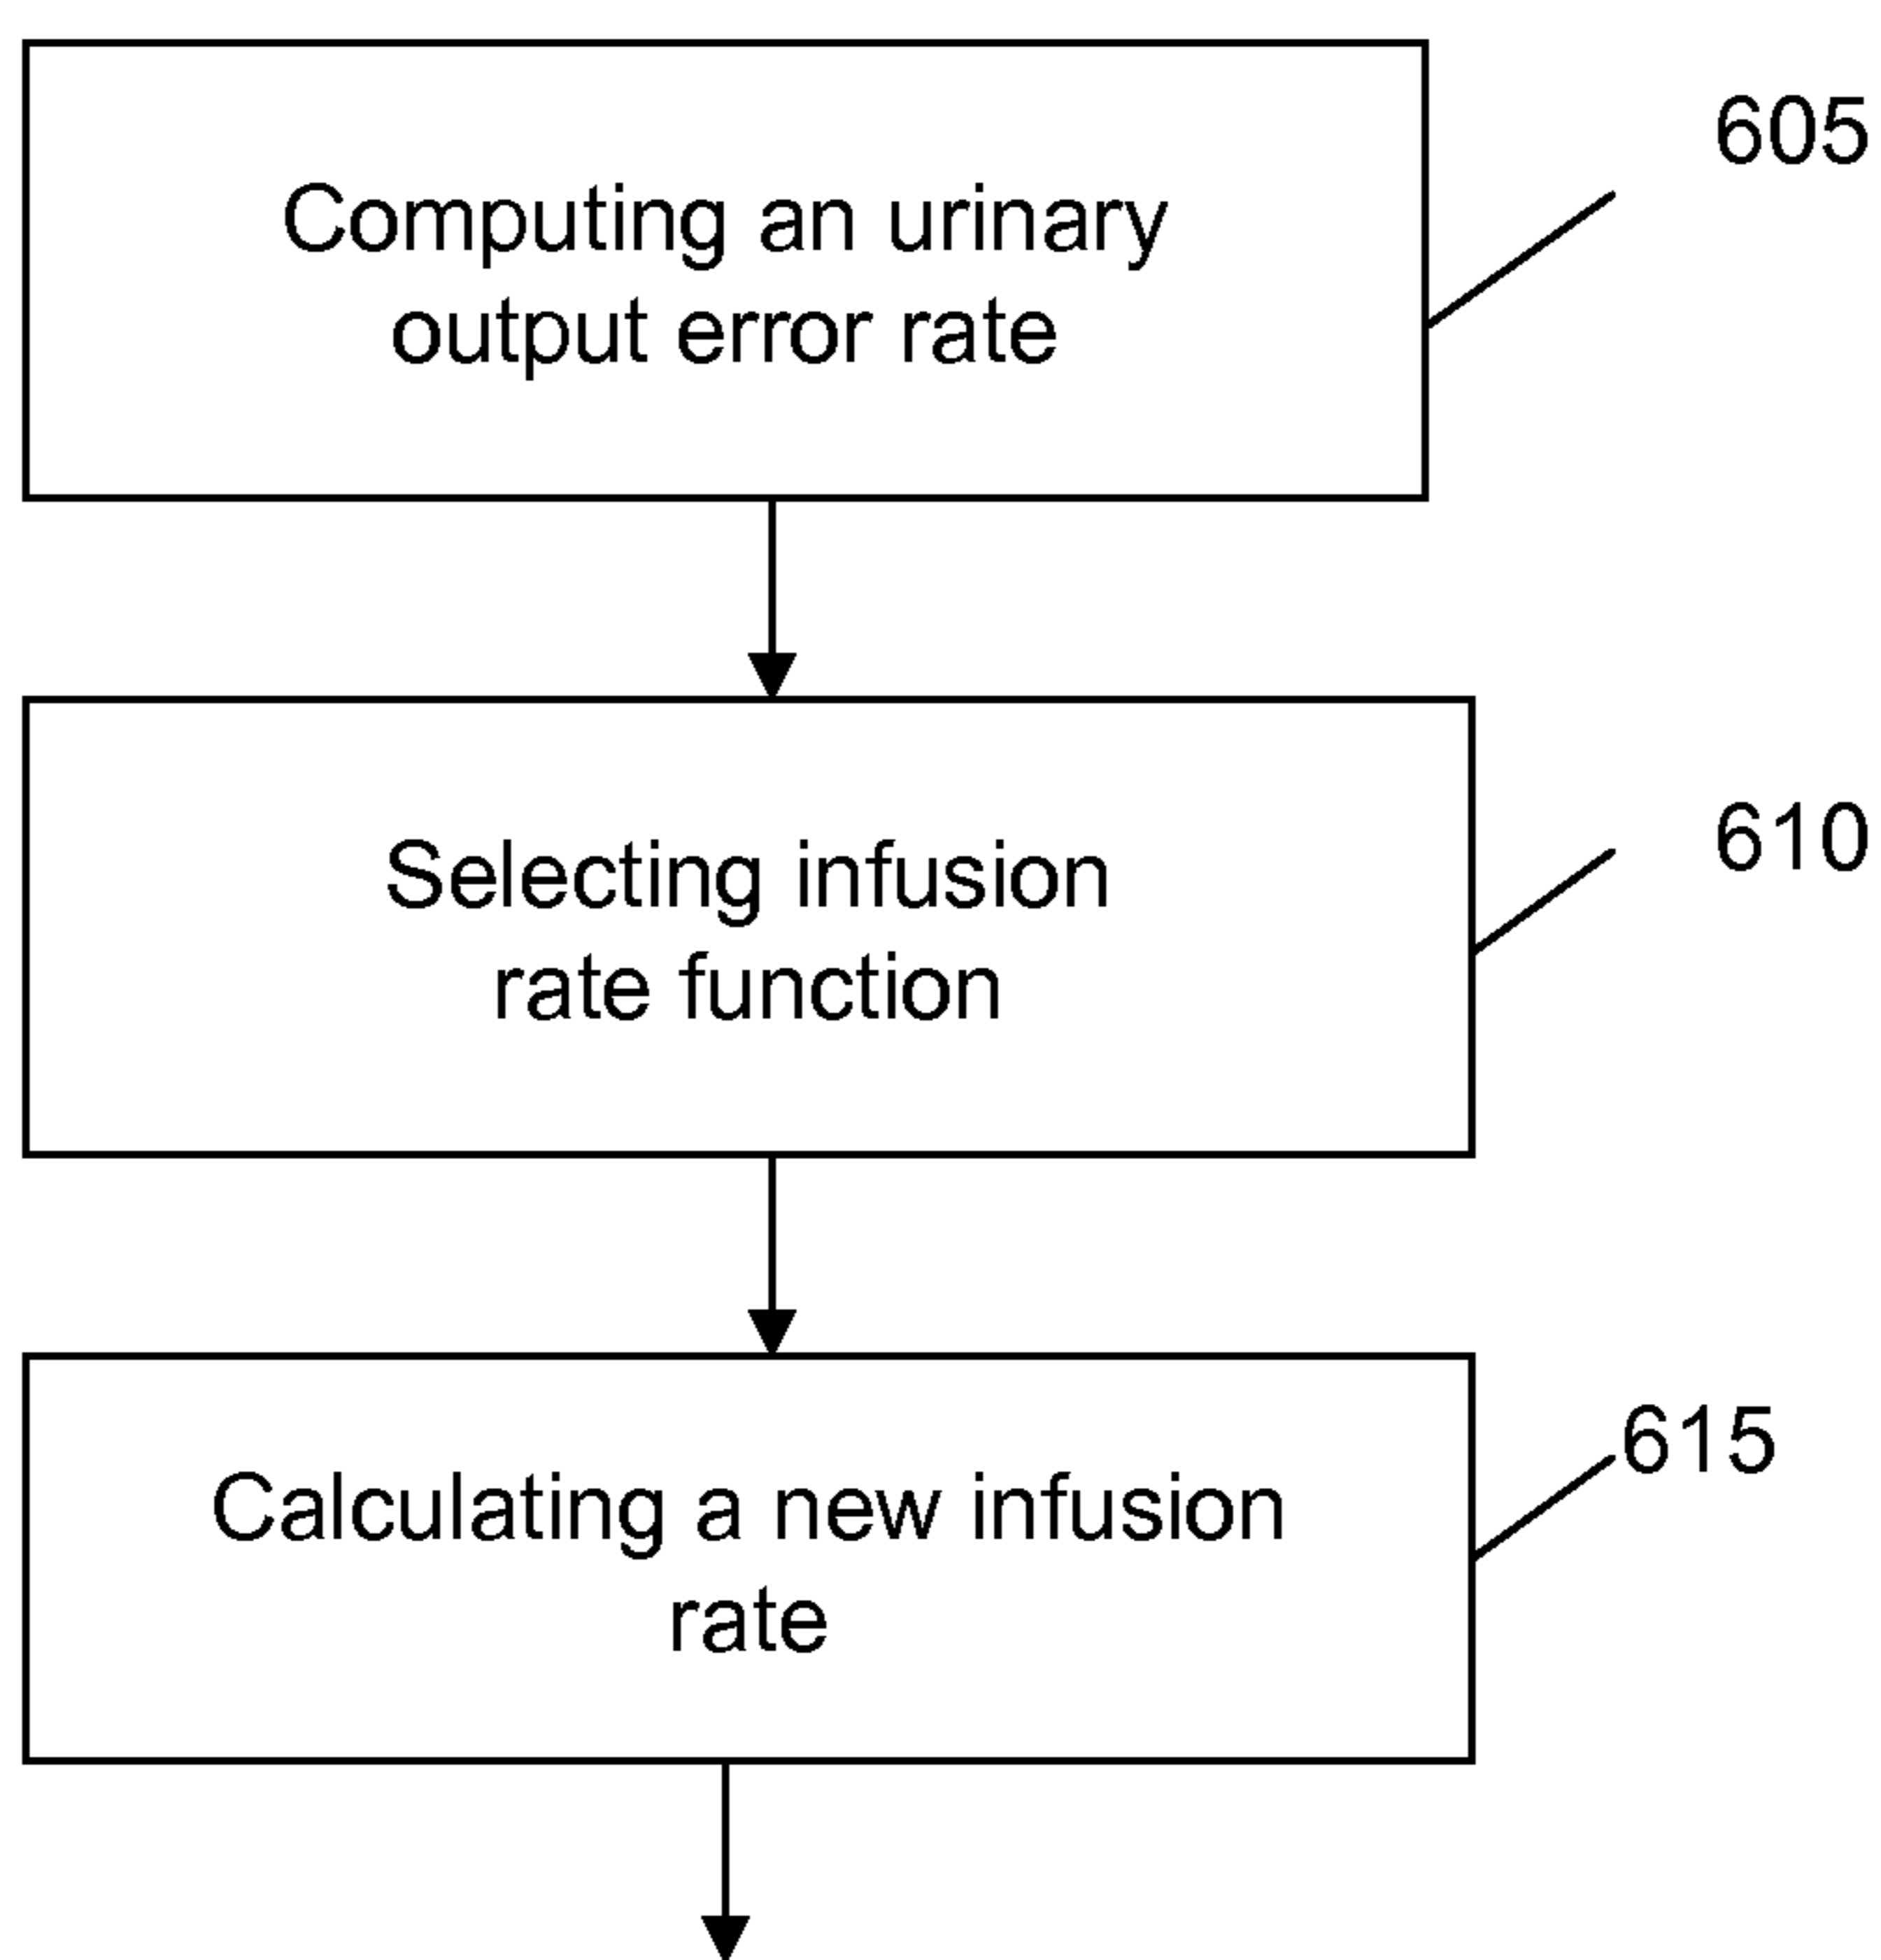 605
Computing an urinary
output error rate
610
Selecting infusion
rate function
615
Calculating a new infusion
rate